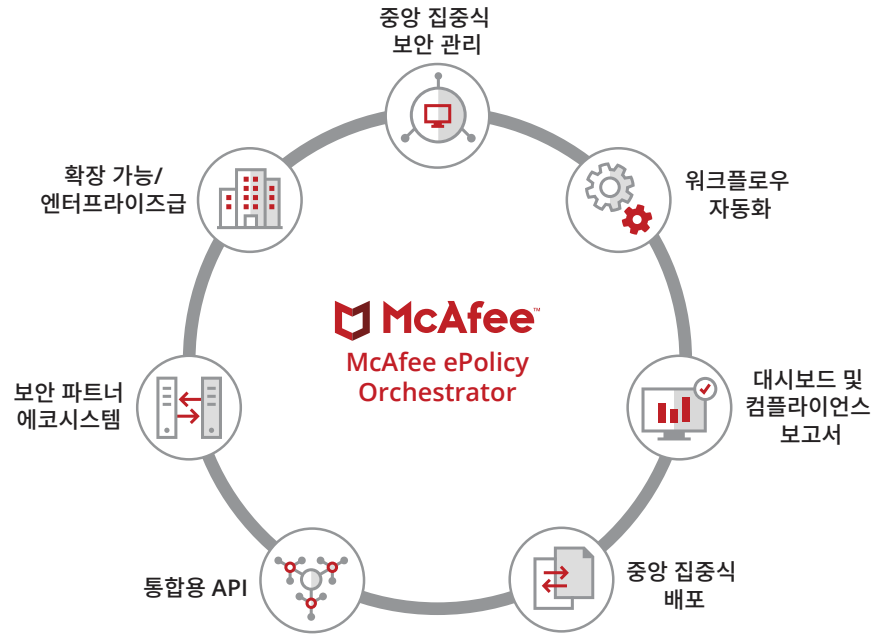 중앙 집중식
보안 관리
워크플로우
자동화
대시보드 및
컴플라이언스
보고서
중앙 집중식
배포
통합용 API
보안 파트너
에코시스템
확장 가능/
엔터프라이즈급
McAfee™
McAfee ePolicy
Orchestrator